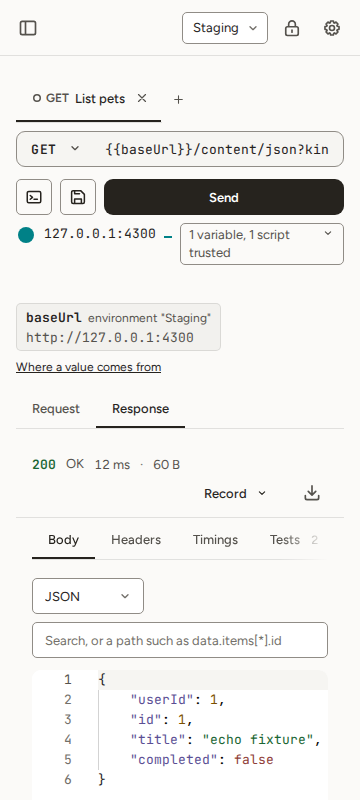 Staging
GET List pets
GET {{baseUrl}}/content/json?kin
Send
127.0.0.1:4300
1 variable, 1 script
trusted
baseUrl environment "Staging"
http://127.0.0.1:4300
Where a value comes from
Request Response
200 OK 12 ms · 60 B
Record
Body Headers Timings Tests 2
JSON
Search, or a path such as data.items[*].id
1 {
2 "userId": 1,
3 "id": 1,
4 "title": "echo fixture",
5 "completed": false
6 }